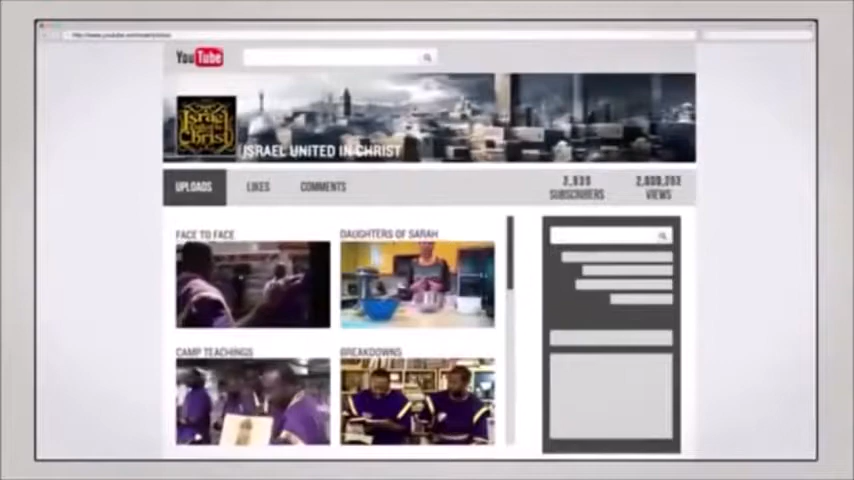 YouTube
Israel
United in
Christ
ISRAEL UNITED IN CHRIST
UPLOADS LIKES COMMENTS
SUBSCRIBERS VIEWS
FACE TO FACE
DAUGHTERS OF SARAH
CAMP TEACHINGS
BREAKDOWNS